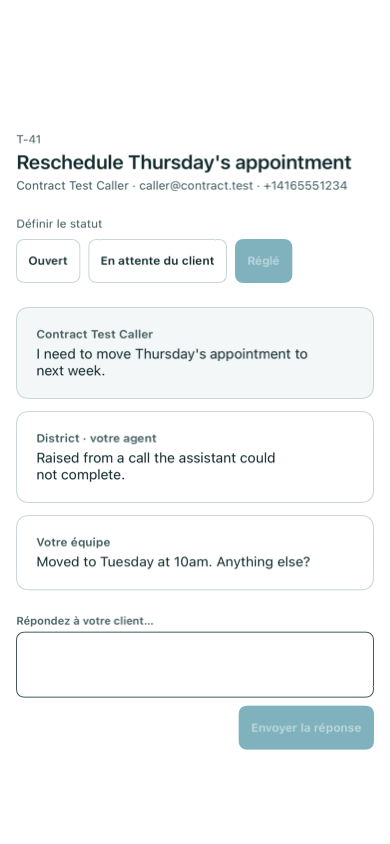 T-41
Reschedule Thursday's appointment
Contract Test Caller · caller@contract.test · +14165551234
Définir le statut
Ouvert
En attente du client
Réglé
Contract Test Caller
I need to move Thursday's appointment to
next week.
District · votre agent
Raised from a call the assistant could
not complete.
Votre équipe
Moved to Tuesday at 10am. Anything else?
Répondez à votre client...
Envoyer la réponse